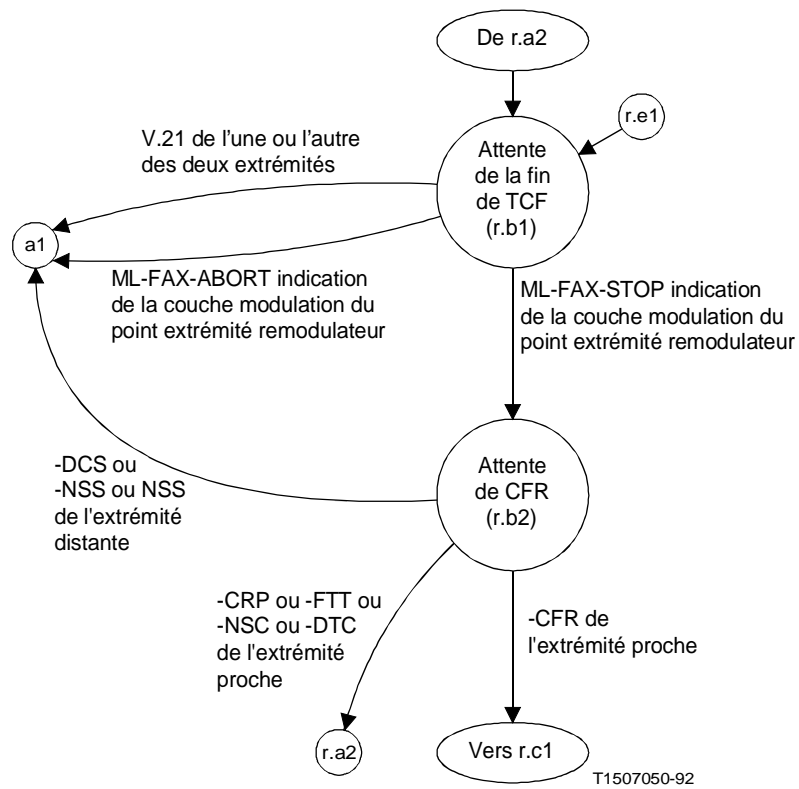 De r.a2
r.e1
V.21 de l'une ou l'autre
des deux extrémités
Attente
de la fin
de TCF
(r.b1)
a1
ML-FAX-ABORT indication
de la couche modulation du
point extrémité remodulateur
ML-FAX-STOP indication
de la couche modulation du
point extrémité remodulateur
-DCS ou
-NSS ou NSS
de l'extrémité
distante
Attente
de CFR
(r.b2)
-CRP ou -FTT ou
-NSC ou -DTC
de l'extrémité
proche
-CFR de
l'extrémité proche
r.a2
Vers r.c1
T1507050-92